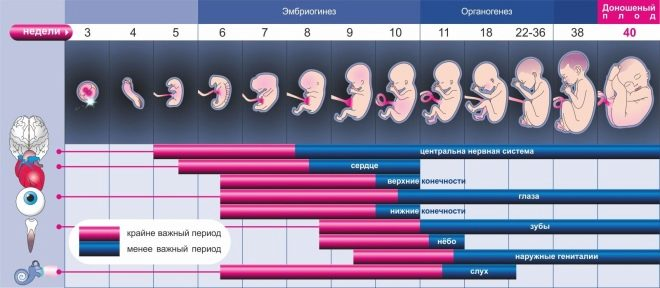 Эмбриогинез
Органогенез
Доношеный
плод
недели
3 4 5 6 7 8 9 10 11 18 22-36 38 40
центральна нервная система
сердце
верхние конечности
глаза
нижние конечности
зубы
нёбо
наружные гениталии
слух
крайне важный период
менее важный период